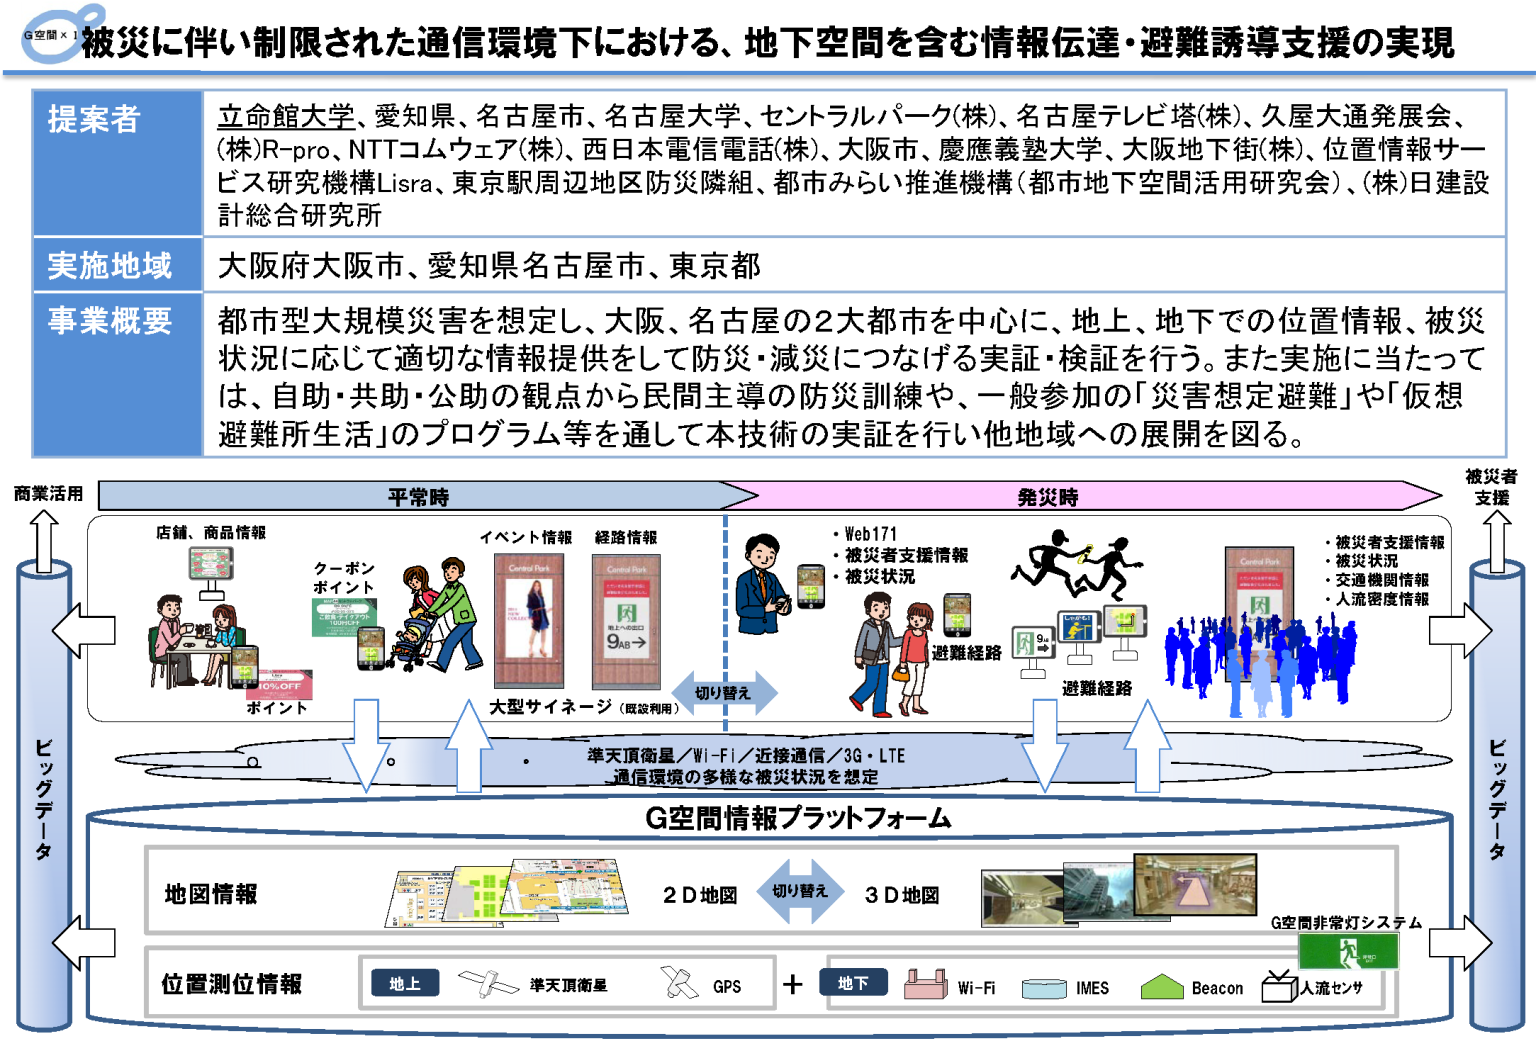 G空間×I
被災に伴い制限された通信環境下における、地下空間を含む情報伝達・避難誘導支援の実現
提案者
立命館大学、愛知県、名古屋市、名古屋大学、セントラルパーク(株)、名古屋テレビ塔(株)、久屋大通発展会、
(株)R-pro、NTTコムウェア(株)、西日本電信電話(株)、大阪市、慶應義塾大学、大阪地下街(株)、位置情報サー
ビス研究機構Lisra、東京駅周辺地区防災隣組、都市みらい推進機構（都市地下空間活用研究会）、(株)日建設
計総合研究所
実施地域
大阪府大阪市、愛知県名古屋市、東京都
事業概要
都市型大規模災害を想定し、大阪、名古屋の２大都市を中心に、地上、地下での位置情報、被災
状況に応じて適切な情報提供をして防災・減災につなげる実証・検証を行う。また実施に当たって
は、自助・共助・公助の観点から民間主導の防災訓練や、一般参加の「災害想定避難」や「仮想
避難所生活」のプログラム等を通して本技術の実証を行い他地域への展開を図る。
商業活用
平常時
発災時
被災者
支援
店舗、商品情報
クーポン
ポイント
100円OFF
10%OFF
ポイント
イベント情報
経路情報
Central Park
Central Park
地上への出口
9AB→
大型サイネージ（既設利用）
切り替え
・Web171
・被災者支援情報
・被災状況
避難経路
避難経路
Central Park
・被災者支援情報
・被災状況
・交通機関情報
・人流密度情報
ビッグデータ
ビッグデータ
準天頂衛星／Wi-Fi／近接通信／3G・LTE
通信環境の多様な被災状況を想定
G空間情報プラットフォーム
地図情報
２D地図
切り替え
３D地図
G空間非常灯システム
位置測位情報
地上
準天頂衛星
GPS
＋
地下
Wi-Fi
IMES
Beacon
人流センサ